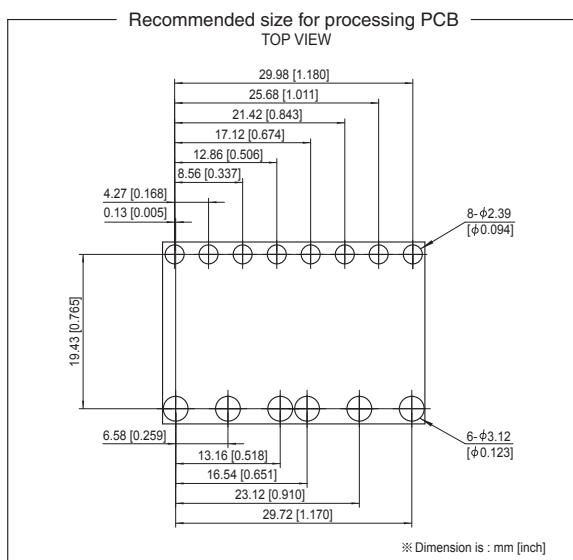 Recommended size for processing PCB
TOP VIEW
29.98 [1.180]
25.68 [1.011]
21.42 [0.843]
17.12 [0.674]
12.86 [0.506]
8.56 [0.337]
4.27 [0.168]
0.13 [0.005]
8-ϕ2.39
[ϕ0.094]
19.43 [0.765]
6.58 [0.259]
13.16 [0.518]
16.54 [0.651]
23.12 [0.910]
29.72 [1.170]
6-ϕ3.12
[ϕ0.123]
※ Dimension is : mm [inch]